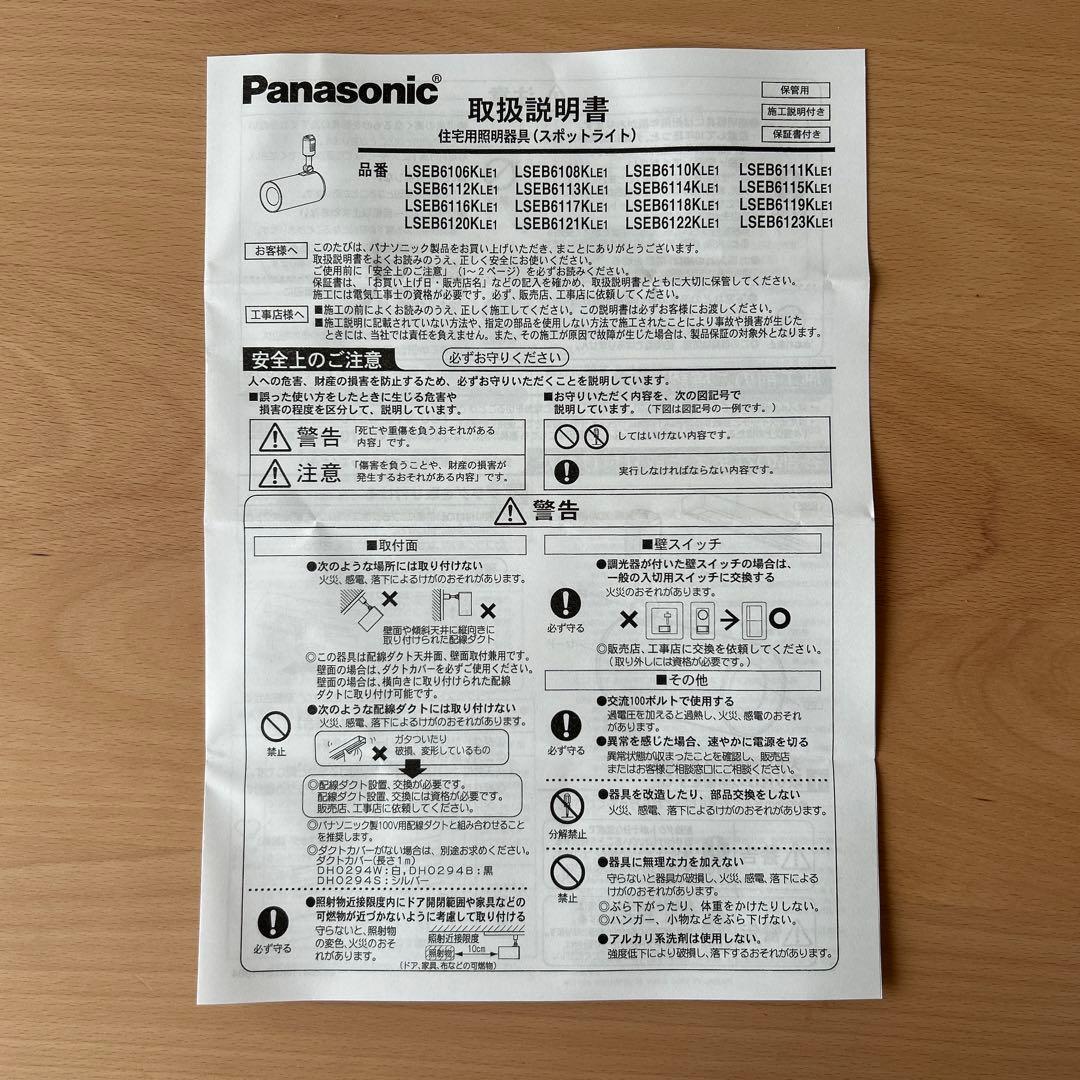 Panasonic®
取扱説明書
住宅用照明器具(スポットライト)
保管用
施工説明付き
保証書付き
品番 LSEB6106KLE1 LSEB6108KLE1 LSEB6110KLE1 LSEB6111KLE1
LSEB6112KLE1 LSEB6113KLE1 LSEB6114KLE1 LSEB6115KLE1
LSEB6116KLE1 LSEB6117KLE1 LSEB6118KLE1 LSEB6119KLE1
LSEB6120KLE1 LSEB6121KLE1 LSEB6122KLE1 LSEB6123KLE1
お客様へ
このたびは、パナソニック製品をお買い上げいただき、まことにありがとうございます。
取扱説明書をよくお読みのうえ、正しく安全にお使いください。
ご使用前に「安全上のご注意」(1〜2ページ)を必ずお読みください。
保証書は、「お買い上げ日・販売店名」などの記入を確かめ、取扱説明書とともに大切に保管してください。
施工には電気工事士の資格が必要です。必ず、販売店、工事店に依頼してください。
工事店様へ
■施工の前によくお読みのうえ、正しく施工してください。この説明書は必ずお客様にお渡しください。
■施工説明に記載されていない方法や、指定の部品を使用しない方法で施工されたことにより事故や損害が生じた
ときには、当社では責任を負えません。また、その施工が原因で故障が生じた場合は、製品保証の対象外となります。
安全上のご注意
必ずお守りください
人への危害、財産の損害を防止するため、必ずお守りいただくことを説明しています。
■誤った使い方をしたときに生じる危害や
損害の程度を区分して、説明しています。
警告 「死亡や重傷を負うおそれがある
内容」です。
注意 「傷害を負うことや、財産の損害が
発生するおそれがある内容」です。
■お守りいただく内容を、次の図記号で
説明しています。(下図は図記号の一例です。)
してはいけない内容です。
実行しなければならない内容です。
警告
■取付面
●次のような場所には取り付けない
火災、感電、落下によるけがのおそれがあります。
壁面や傾斜天井に縦向きに
取り付けられた配線ダクト
◎この器具は配線ダクト天井面、壁面取付兼用です。
壁面の場合は、ダクトカバーを必ずご使用ください。
壁面の場合は、横向きに取り付けられた配線
ダクトに取り付け可能です。
●次のような配線ダクトには取り付けない
火災、感電、落下によるけがのおそれがあります。
禁止
ガタついたり
破損、変形しているもの
◎配線ダクト設置、交換が必要です。
配線ダクト設置、交換には資格が必要です。
販売店、工事店に依頼してください。
◎パナソニック製100V用配線ダクトと組み合わせること
を推奨します。
◎ダクトカバーがない場合は、別途お求めください。
ダクトカバー(長さ1m)
DH0294W:白,DH0294B:黒
DH0294S:シルバー
●照射物近接限度内にドア開閉範囲や家具などの
可燃物が近づかないように考慮して取り付ける
守らないと、照射物
の変色、火災のおそ
れがあります。
必ず守る
照射近接限度
照射物 10cm
(ドア、家具、布などの可燃物)
■壁スイッチ
●調光器が付いた壁スイッチの場合は、
一般の入切用スイッチに交換する
火災のおそれがあります。
必ず守る
◎販売店、工事店に交換を依頼してください。
(取り外しには資格が必要です。)
■その他
●交流100ボルトで使用する
過電圧を加えると過熱し、火災、感電のおそれ
があります。
必ず守る
●異常を感じた場合、速やかに電源を切る
異常状態が収まったことを確認し、販売店
またはお客様ご相談窓口にご相談ください。
●器具を改造したり、部品交換をしない
火災、感電、落下によるけがのおそれがあります。
分解禁止
●器具に無理な力を加えない
守らないと器具が破損し、火災、感電、落下による
けがのおそれがあります。
禁止
◎ぶら下がったり、体重をかけたりしない。
◎ハンガー、小物などをぶら下げない。
●アルカリ系洗剤は使用しない。
強度低下により破損し、落下するおそれがあります。